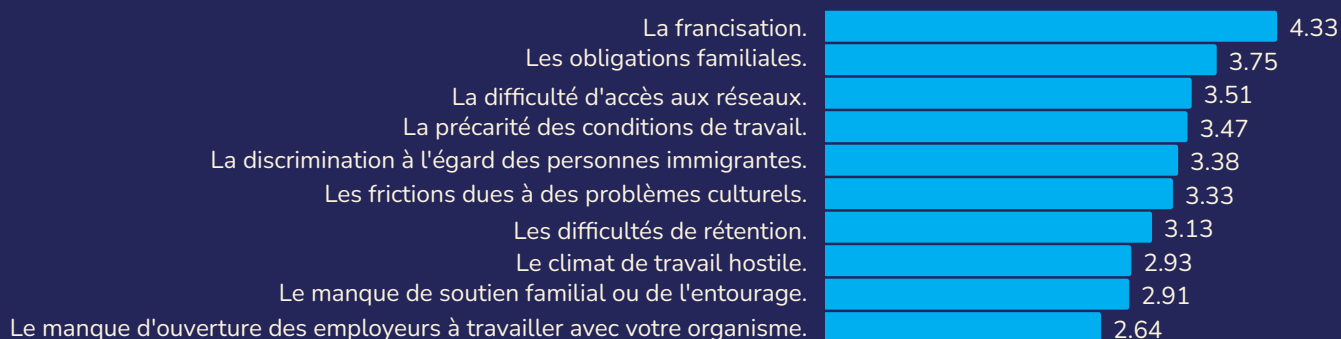 La francisation. 4.33
Les obligations familiales. 3.75
La difficulté d'accès aux réseaux. 3.51
La précarité des conditions de travail. 3.47
La discrimination à l'égard des personnes immigrantes. 3.38
Les frictions dues à des problèmes culturels. 3.33
Les difficultés de rétention. 3.13
Le climat de travail hostile. 2.93
Le manque de soutien familial ou de l'entourage. 2.91
Le manque d'ouverture des employeurs à travailler avec votre organisme. 2.64